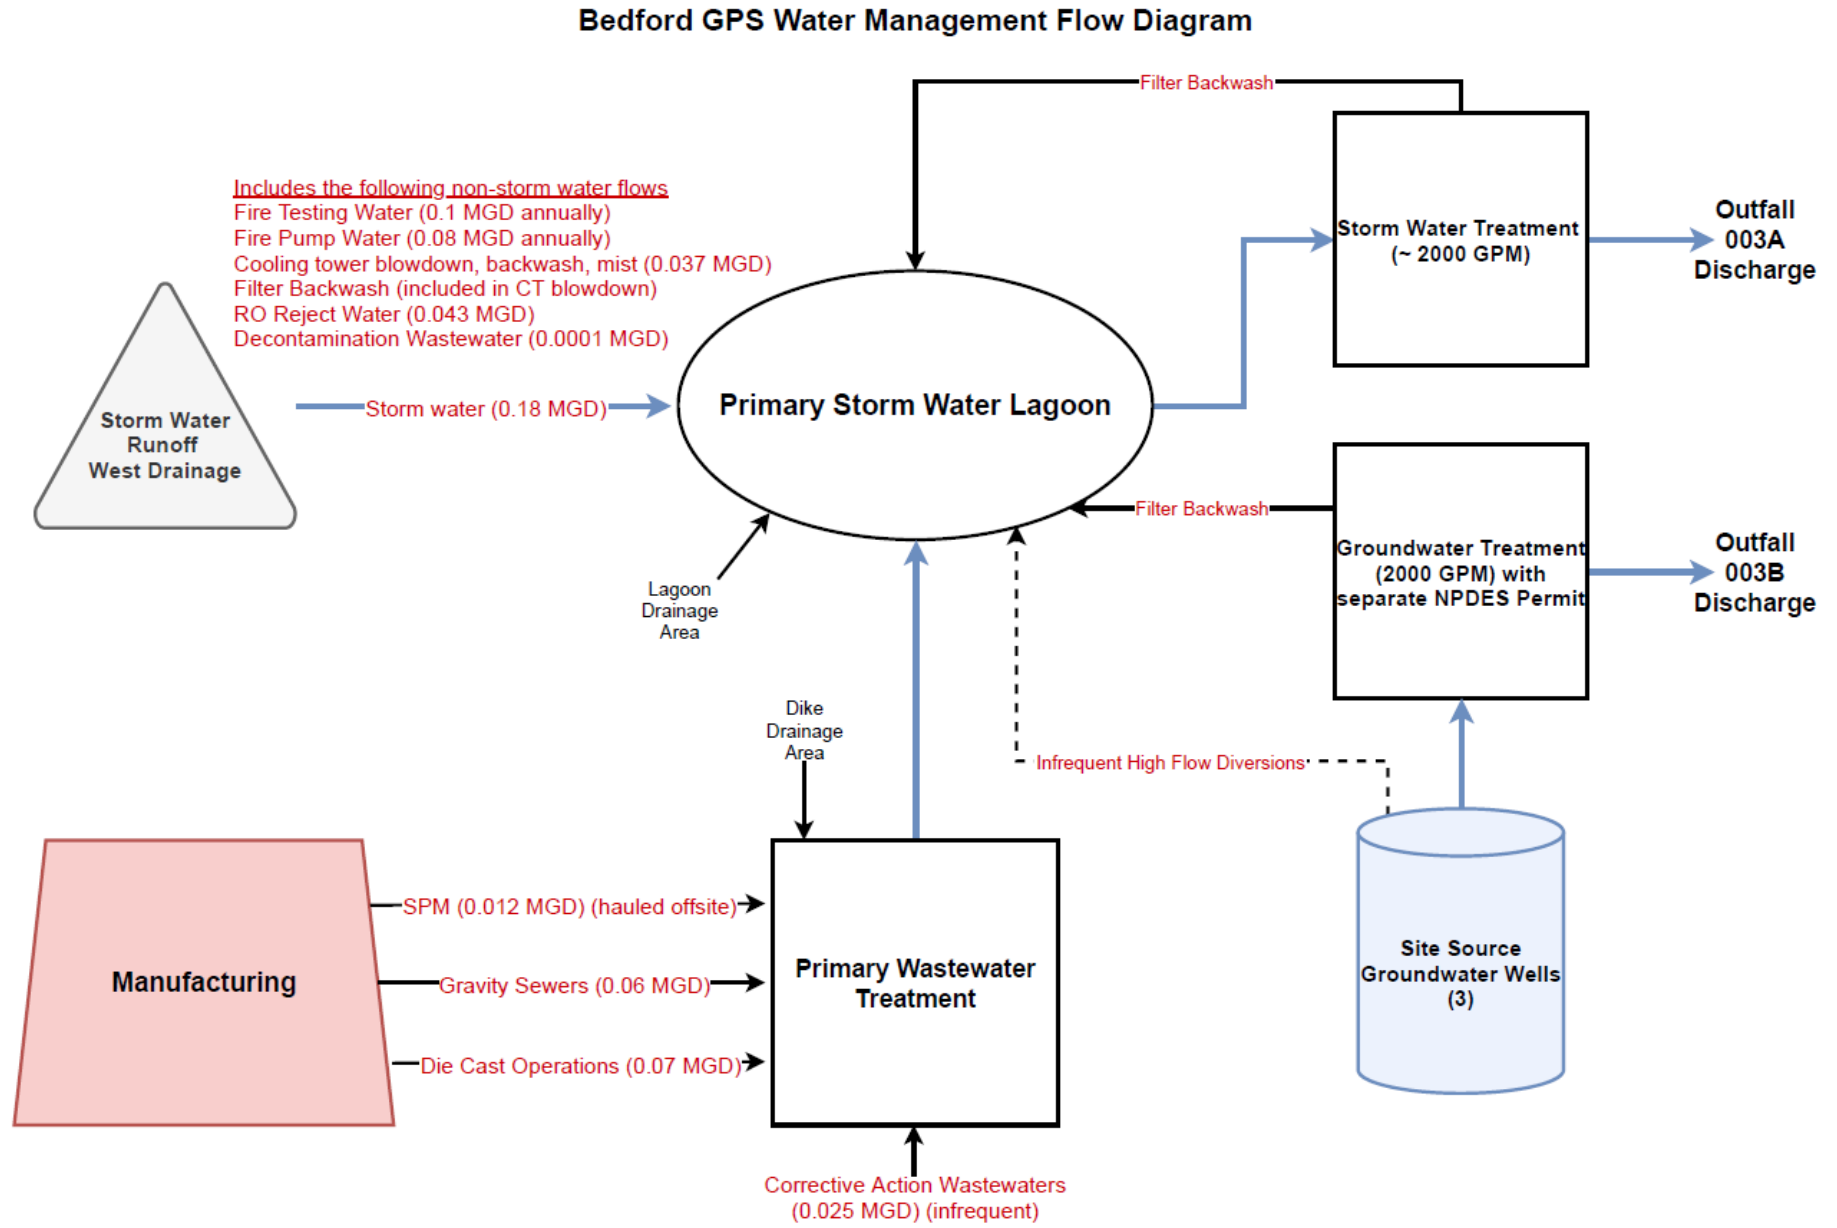 Bedford GPS Water Management Flow Diagram
Filter Backwash
Includes the following non-storm water flows
Fire Testing Water (0.1 MGD annually)
Fire Pump Water (0.08 MGD annually)
Cooling tower blowdown, backwash, mist (0.037 MGD)
Filter Backwash (included in CT blowdown)
RO Reject Water (0.043 MGD)
Decontamination Wastewater (0.0001 MGD)
Storm Water Treatment
(~ 2000 GPM)
Outfall
003A
Discharge
Storm Water
Runoff
West Drainage
Storm water (0.18 MGD)
Primary Storm Water Lagoon
Filter Backwash
Groundwater Treatment
(2000 GPM) with
separate NPDES Permit
Outfall
003B
Discharge
Lagoon
Drainage
Area
Dike
Drainage
Area
Infrequent High Flow Diversions
Manufacturing
SPM (0.012 MGD) (hauled offsite)
Gravity Sewers (0.06 MGD)
Die Cast Operations (0.07 MGD)
Primary Wastewater
Treatment
Site Source
Groundwater Wells
(3)
Corrective Action Wastewaters
(0.025 MGD) (infrequent)